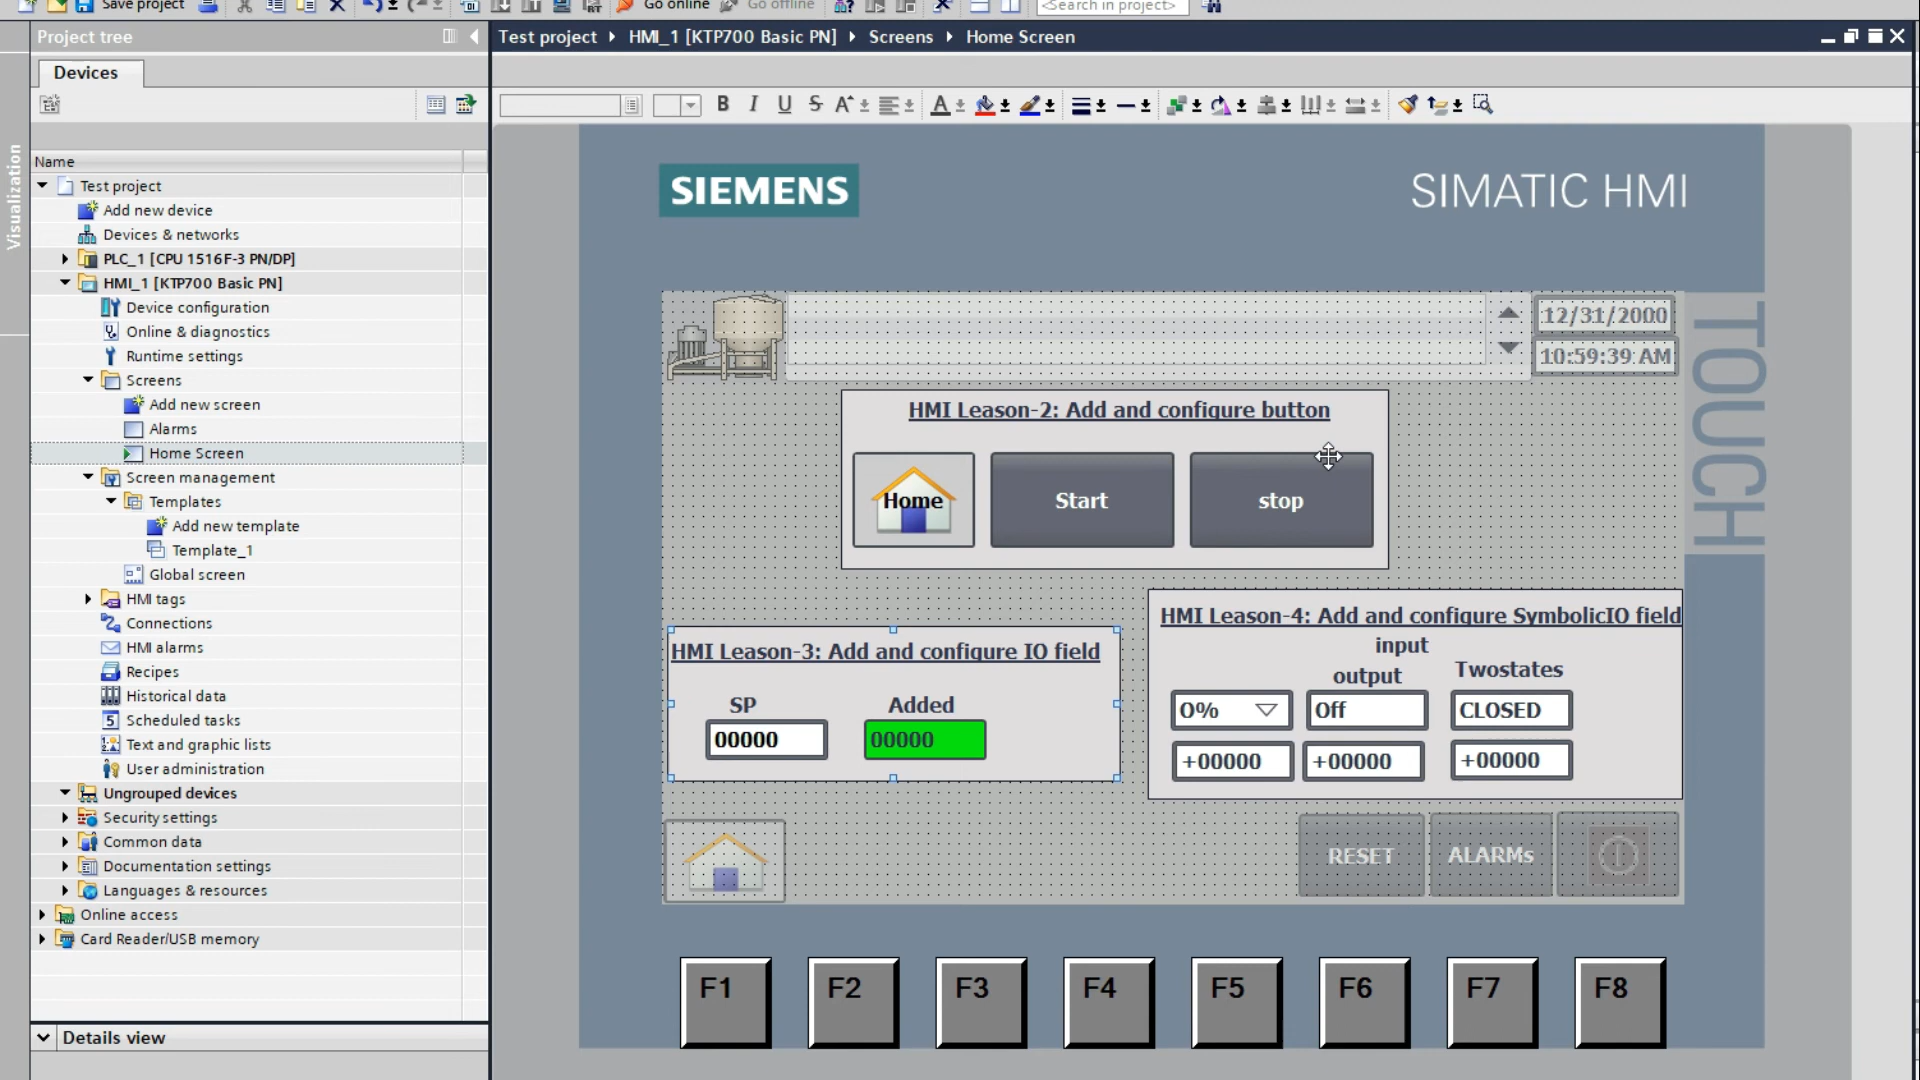 Save project
Go online
Go offline
<Search in project>
Project tree
Test project
HMI_1 [KTP700 Basic PN]
Screens
Home Screen
Devices
B I U S A
A
Visualization
Name
Test project
Add new device
Devices & networks
PLC_1 [CPU 1516F-3 PN/DP]
HMI_1 [KTP700 Basic PN]
Device configuration
Online & diagnostics
Runtime settings
Screens
Add new screen
Alarms
Home Screen
Screen management
Templates
Add new template
Template_1
Global screen
HMI tags
Connections
HMI alarms
Recipes
Historical data
Scheduled tasks
Text and graphic lists
User administration
Ungrouped devices
Security settings
Common data
Documentation settings
Languages & resources
Online access
Card Reader/USB memory
Details view
SIEMENS
SIMATIC HMI
TOUCH
12/31/2000
10:59:39 AM
HMI Leason-2: Add and configure button
Home
Start
stop
HMI Leason-3: Add and configure IO field
SP
Added
00000
00000
HMI Leason-4: Add and configure SymbolicIO field
input
output
Twostates
0%
Off
CLOSED
+00000
+00000
+00000
RESET
ALARMs
F1
F2
F3
F4
F5
F6
F7
F8